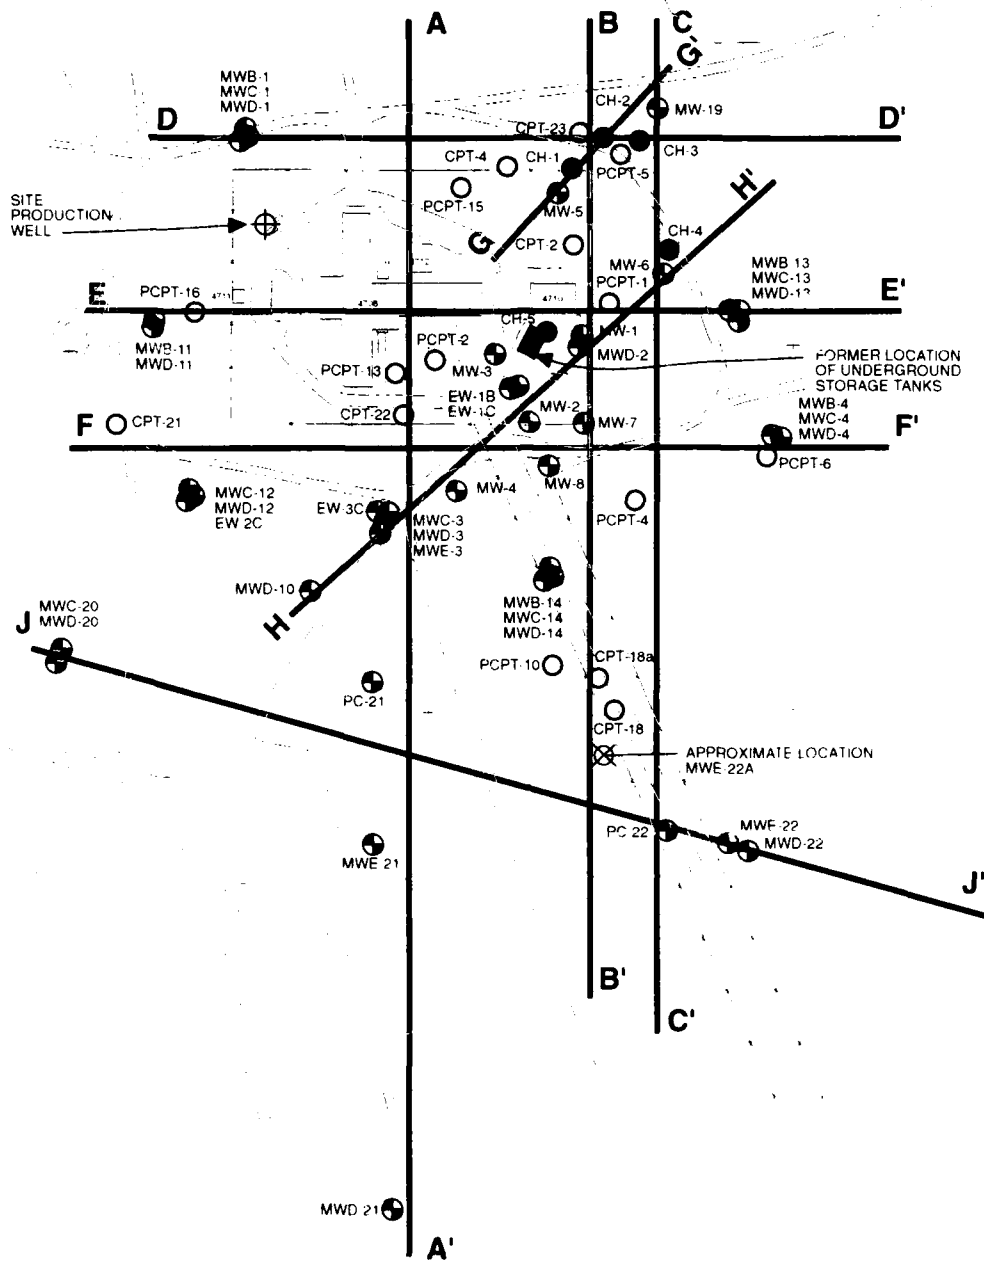 A
B
C
G'
MWB-1
MWC-1
MWD-1
CH-2
MW-19
D
CPT-23
D'
CPT-4
CH-1
CH-3
PCPT-5
H'
PCPT-15
MW-5
SITE
PRODUCTION
WELL
G
CPT-2
CH-4
MW-6
PCPT-1
MWB-13
MWC-13
MWD-13
E
PCPT-16
4711
E'
CH-5
MW-1
PCPT-2
MWD-2
MWB-11
MWD-11
MW-3
PCPT-13
FORMER LOCATION
OF UNDERGROUND
STORAGE TANKS
EW-1B
EW-1C
MW-2
MWB-4
MWC-4
MWD-4
CPT-22
CPT-21
MW-7
F
F'
PCPT-6
MW-8
MW-4
MWC-12
MWD-12
EW 2C
EW-3C
MWC-3
MWD-3
MWE-3
PCPT-4
MWD-10
MWB-14
MWC-14
MWD-14
H
MWC-20
MWD-20
J
PCPT-10
CPT-18a
PC-21
CPT-18
APPROXIMATE LOCATION
MWE-22A
PC-22
MWE-22
MWD-22
MWE 21
J'
B'
C'
MWD 21
A'